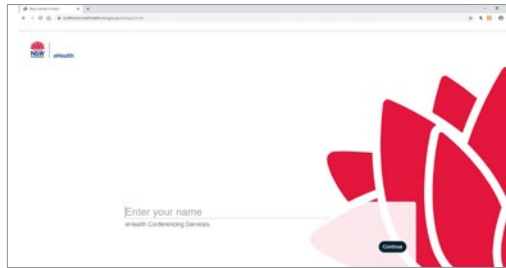 NSW
eHealth
Enter your name
eHealth Conferencing Services.
Continue